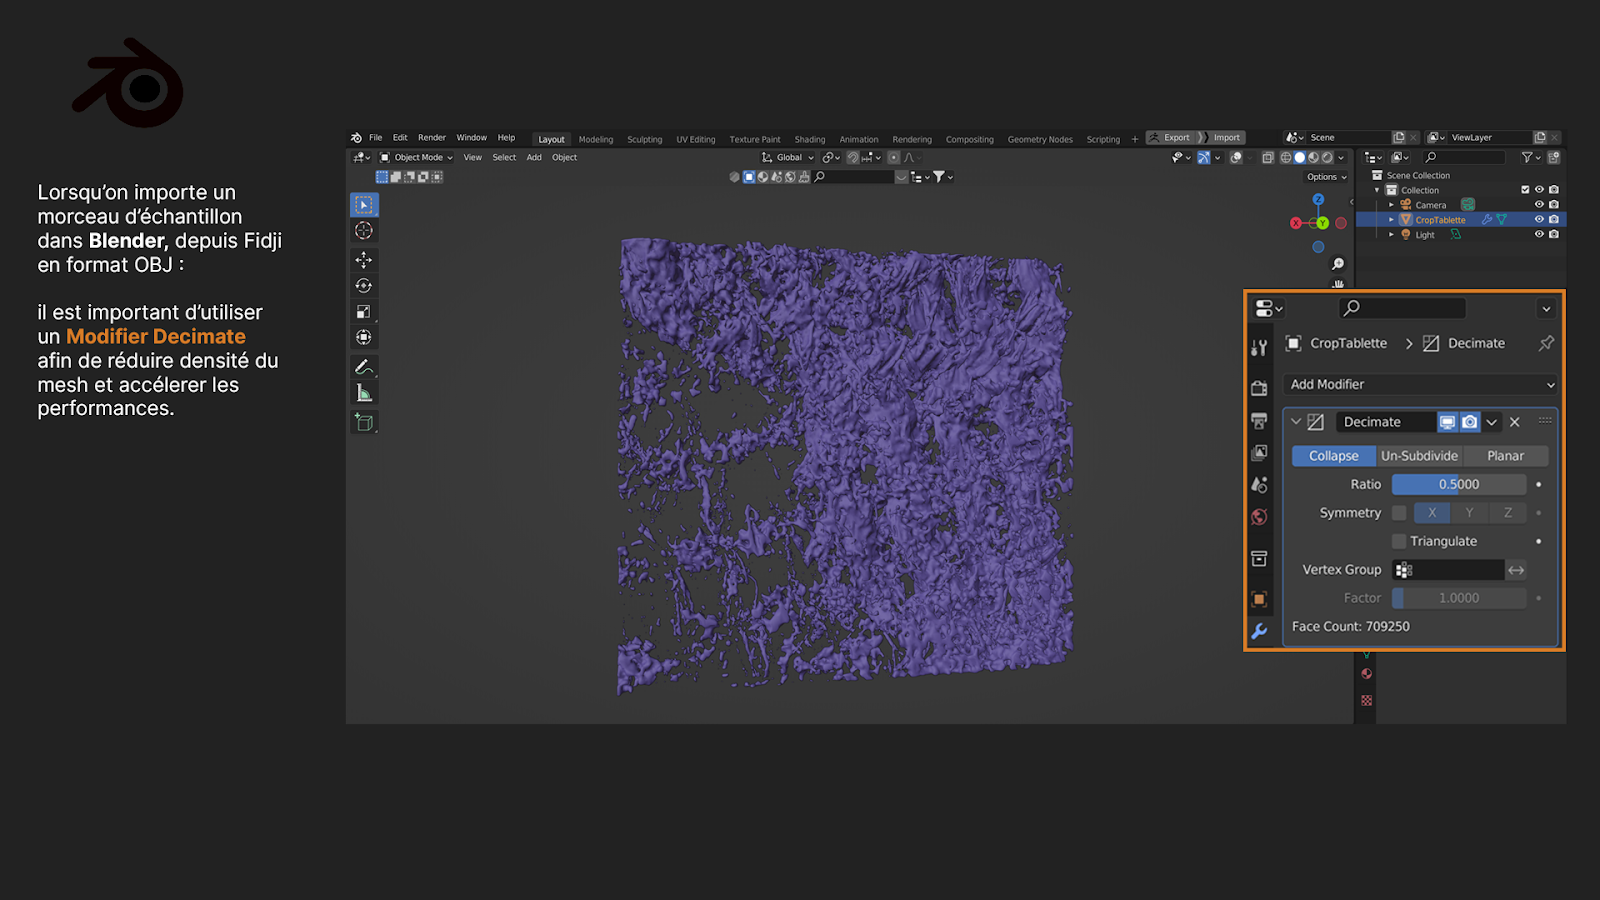 Lorsqu'on importe un
morceau d'échantillon
dans Blender, depuis Fidji
en format OBJ :
il est important d'utiliser
un Modifier Decimate
afin de réduire densité du
mesh et accélerer les
performances.
File Edit Render Window Help Layout Modeling Sculpting UV Editing Texture Paint Shading Animation Rendering Compositing Geometry Nodes Scripting + Export Import Scene ViewLayer
Object Mode View Select Add Object Global
Options
Scene Collection
Collection
Camera
CropTablette
Light
Z
X
Y
CropTablette > Decimate
Add Modifier
Decimate
Collapse Un-Subdivide Planar
Ratio 0.5000
Symmetry X Y Z
Triangulate
Vertex Group
Factor 1.0000
Face Count: 709250